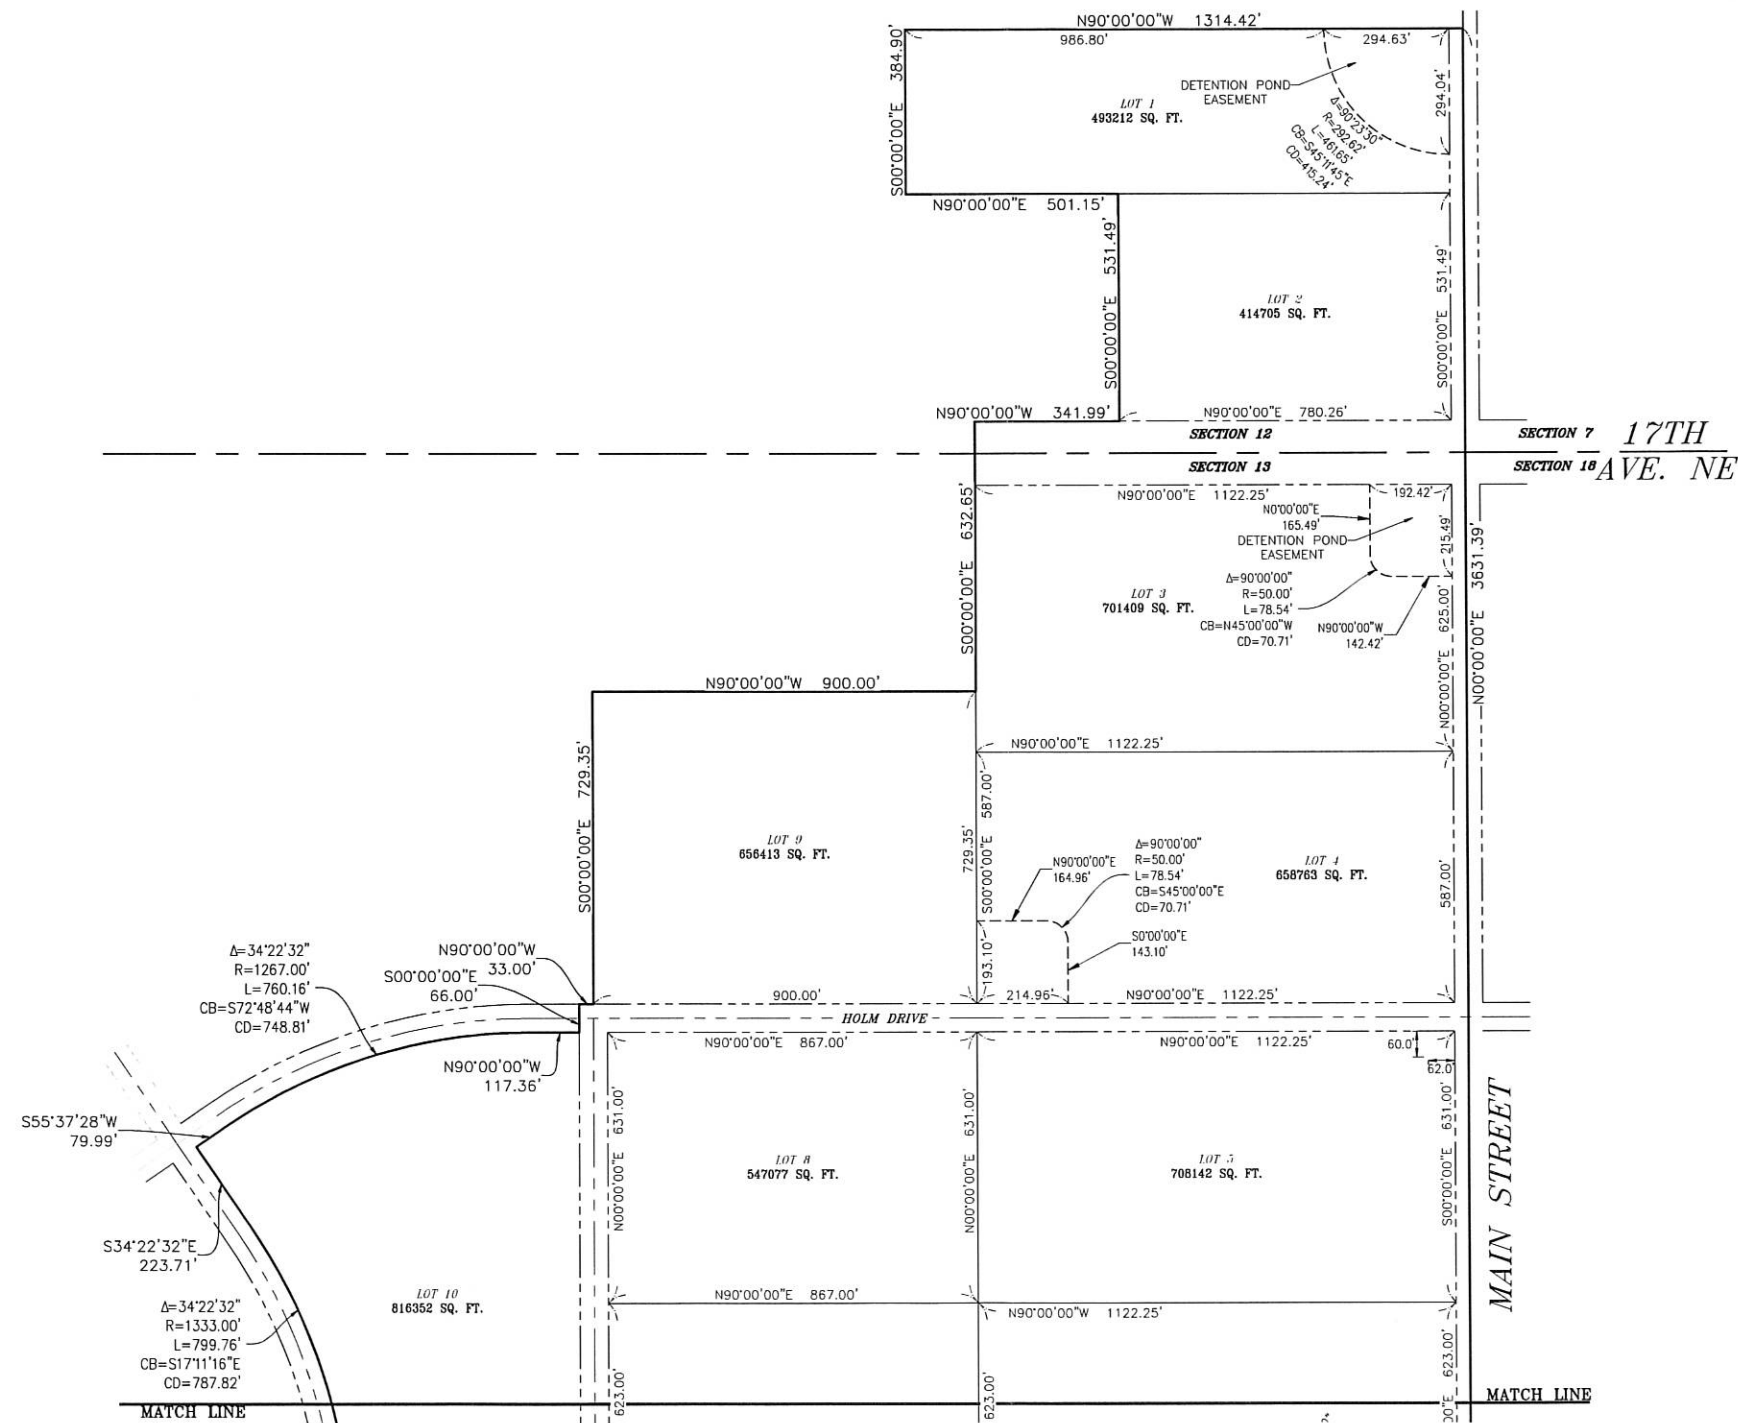 N90°00'00"W 1314.42'
986.80'
294.63'
S00°00'00"E 384.90'
DETENTION POND
EASEMENT
294.04'
LOT 1
493212 SQ. FT.
Δ=90°23'30"
R=292.62'
L=461.65'
CB=S45°11'45"E
CD=415.24'
N90°00'00"E 501.15'
S00°00'00"E 531.49'
S00°00'00"E 531.49'
LOT 2
414705 SQ. FT.
N90°00'00"W 341.99'
N90°00'00"E 780.26'
SECTION 12
SECTION 7
17TH
AVE. NE
SECTION 13
SECTION 18
N90°00'00"E 1122.25'
192.42'
S00°00'00"E 632.65'
N0°00'00"E
165.49'
DETENTION POND
EASEMENT
215.49'
N00°00'00"E 3631.39'
Δ=90°00'00"
R=50.00'
L=78.54'
CB=N45°00'00"W
CD=70.71'
LOT 3
701409 SQ. FT.
N90°00'00"W
142.42'
N00°00'00"E 625.00'
N90°00'00"W 900.00'
N90°00'00"E 1122.25'
S00°00'00"E 729.35'
729.35'
S00°00'00"E 587.00'
LOT 9
656413 SQ. FT.
N90°00'00"E
164.96'
Δ=90°00'00"
R=50.00'
L=78.54'
CB=S45°00'00"E
CD=70.71'
LOT 4
658763 SQ. FT.
587.00'
S0°00'00"E
143.10'
193.10'
Δ=34°22'32"
R=1267.00'
L=760.16'
CB=S72°48'44"W
CD=748.81'
N90°00'00"W
33.00'
S00°00'00"E
66.00'
900.00'
214.96'
N90°00'00"E 1122.25'
HOLM DRIVE
N90°00'00"W
117.36'
N90°00'00"E 867.00'
N90°00'00"E 1122.25'
60.0'
62.0'
S55°37'28"W
79.99'
N00°00'00"E 631.00'
N00°00'00"E 631.00'
S00°00'00"E 631.00'
MAIN STREET
LOT 8
547077 SQ. FT.
LOT 5
708142 SQ. FT.
S34°22'32"E
223.71'
LOT 10
816352 SQ. FT.
N90°00'00"E 867.00'
N90°00'00"W 1122.25'
Δ=34°22'32"
R=1333.00'
L=799.76'
CB=S17°11'16"E
CD=787.82'
623.00'
623.00'
623.00'
00"E
MATCH LINE
MATCH LINE